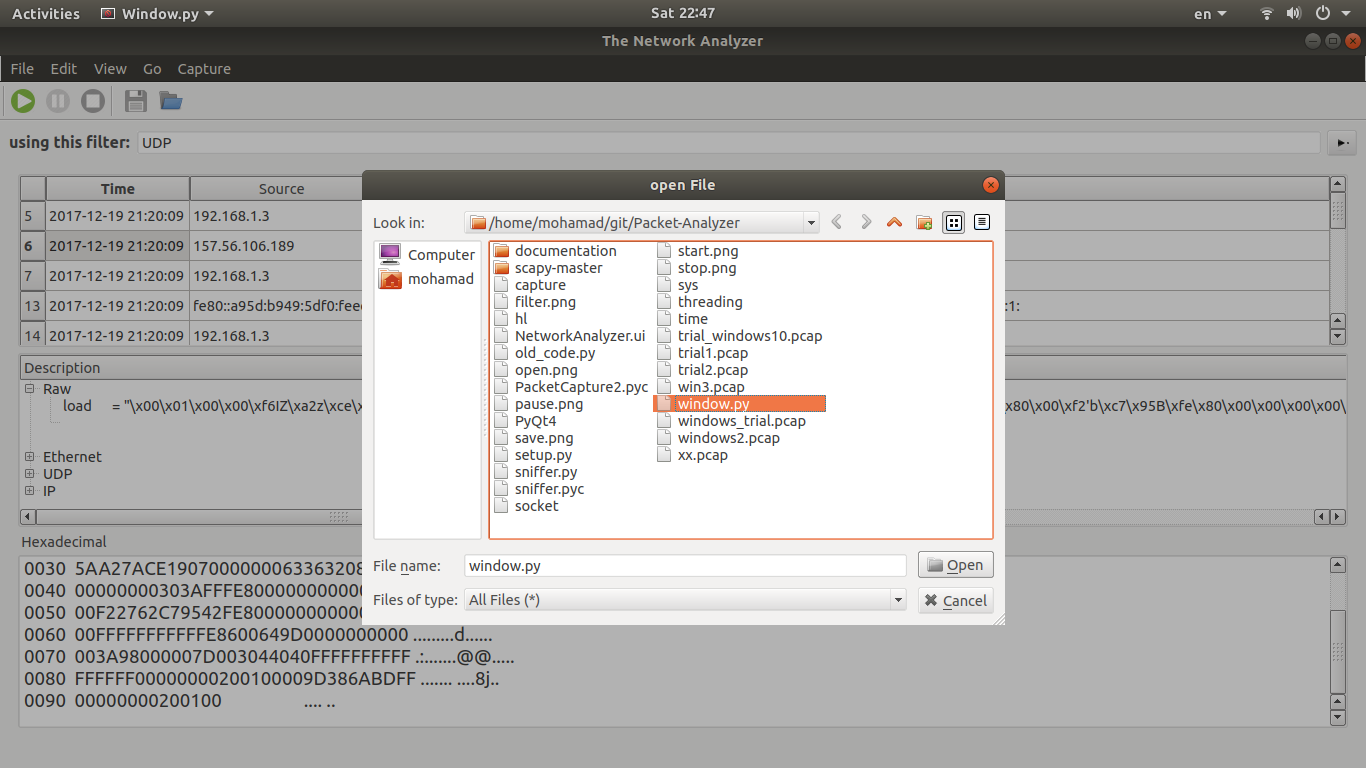 Activities Window.py Sat 22:47 en
The Network Analyzer
File Edit View Go Capture
using this filter: UDP
Time Source
5 2017-12-19 21:20:09 192.168.1.3
6 2017-12-19 21:20:09 157.56.106.189
7 2017-12-19 21:20:09 192.168.1.3
13 2017-12-19 21:20:09 fe80::a95d:b949:5df0:fee :1:
14 2017-12-19 21:20:09 192.168.1.3
Description
Raw
load = "\x00\x01\x00\x00\xf6IZ\xa2z\xce\x x80\x00\xf2'b\xc7\x95B\xfe\x80\x00\x00\x00\x00\
Ethernet
UDP
IP
Hexadecimal
0030 5AA27ACE1907000000063363208
0040 00000000303AFFFE80000000000
0050 00F22762C79542FE80000000000
0060 00FFFFFFFFFFFE8600649D0000000000 .........d......
0070 003A98000007D003044040FFFFFFFFFF .:.......@@.....
0080 FFFFFF00000000200100009D386ABDFF ....... ....8j..
0090 00000000200100 .... ..
open File
Look in: /home/mohamad/git/Packet-Analyzer
Computer
mohamad
documentation
scapy-master
capture
filter.png
hl
NetworkAnalyzer.ui
old_code.py
open.png
PacketCapture2.pyc
pause.png
PyQt4
save.png
setup.py
sniffer.py
sniffer.pyc
socket
start.png
stop.png
sys
threading
time
trial_windows10.pcap
trial1.pcap
trial2.pcap
win3.pcap
window.py
windows_trial.pcap
windows2.pcap
xx.pcap
File name: window.py Open
Files of type: All Files (*) Cancel